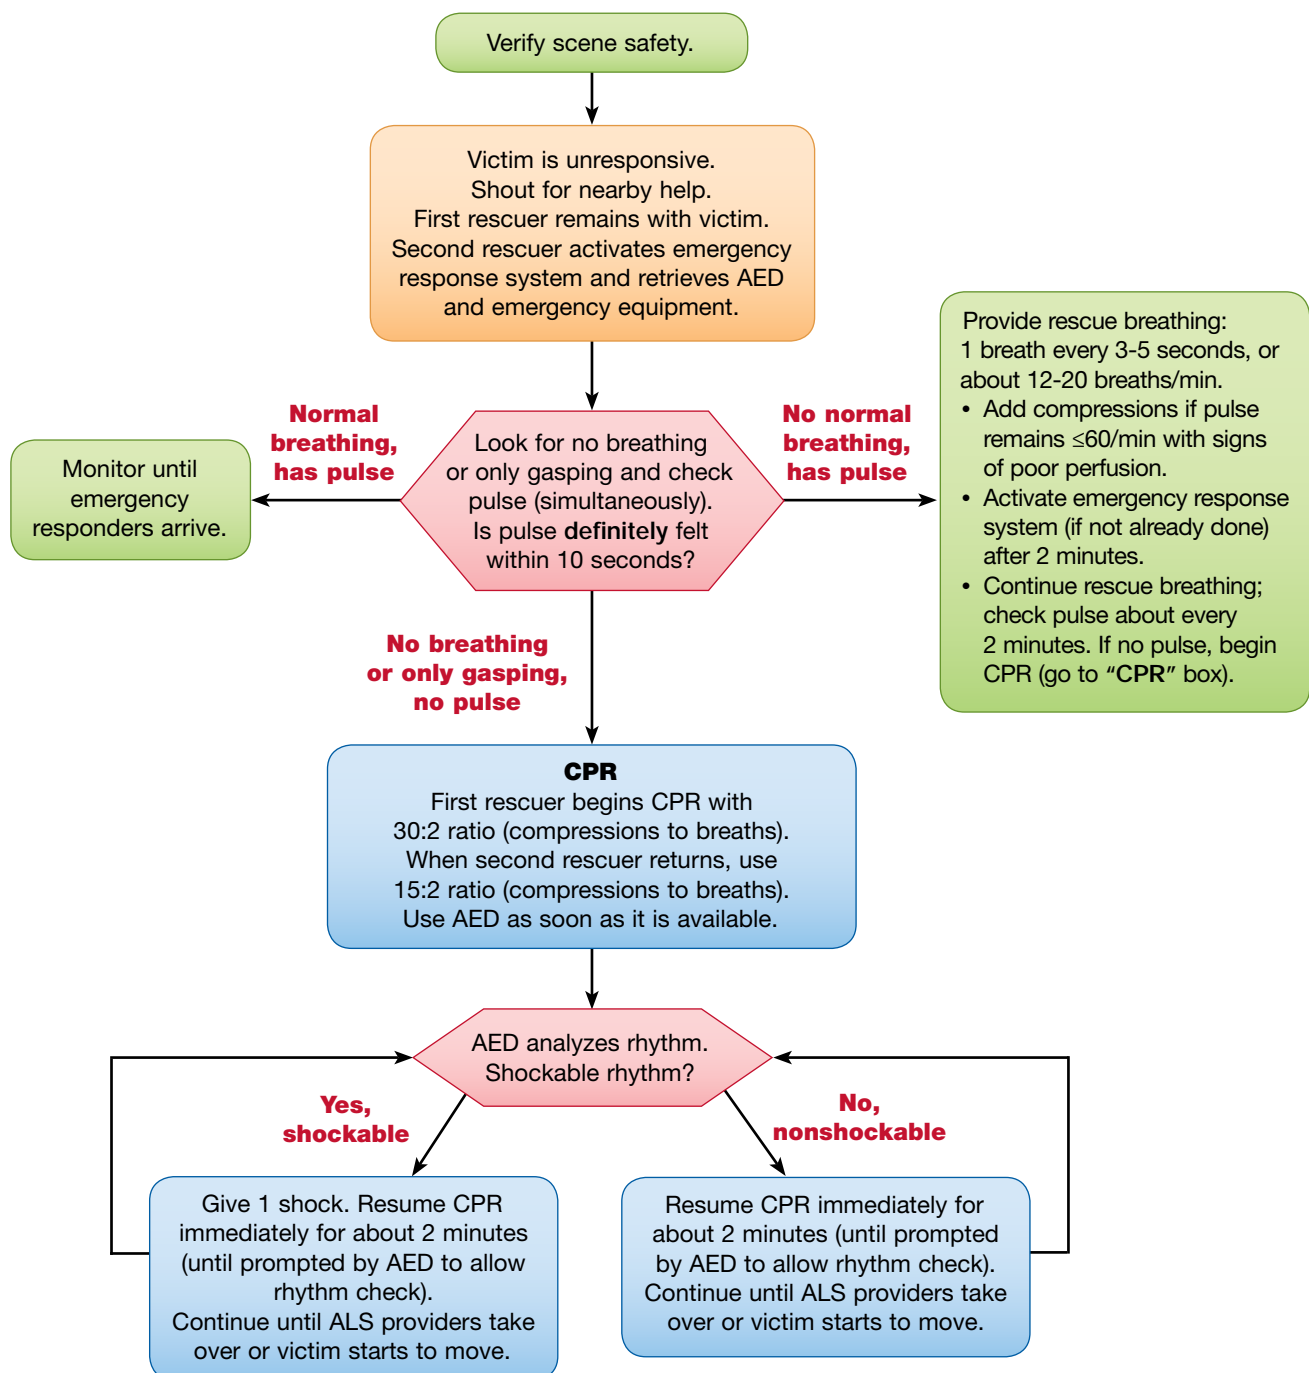 Verify scene safety.
Victim is unresponsive.
Shout for nearby help.
First rescuer remains with victim.
Second rescuer activates emergency
response system and retrieves AED
and emergency equipment.
Normal
breathing,
has pulse
Monitor until
emergency
responders arrive.
Look for no breathing
or only gasping and check
pulse (simultaneously).
Is pulse definitely felt
within 10 seconds?
No normal
breathing,
has pulse
Provide rescue breathing:
1 breath every 3-5 seconds, or
about 12-20 breaths/min.
• Add compressions if pulse
remains ≤60/min with signs
of poor perfusion.
• Activate emergency response
system (if not already done)
after 2 minutes.
• Continue rescue breathing;
check pulse about every
2 minutes. If no pulse, begin
CPR (go to “CPR” box).
No breathing
or only gasping,
no pulse
CPR
First rescuer begins CPR with
30:2 ratio (compressions to breaths).
When second rescuer returns, use
15:2 ratio (compressions to breaths).
Use AED as soon as it is available.
AED analyzes rhythm.
Shockable rhythm?
Yes,
shockable
No,
nonshockable
Give 1 shock. Resume CPR
immediately for about 2 minutes
(until prompted by AED to allow
rhythm check).
Continue until ALS providers take
over or victim starts to move.
Resume CPR immediately for
about 2 minutes (until prompted
by AED to allow rhythm check).
Continue until ALS providers take
over or victim starts to move.